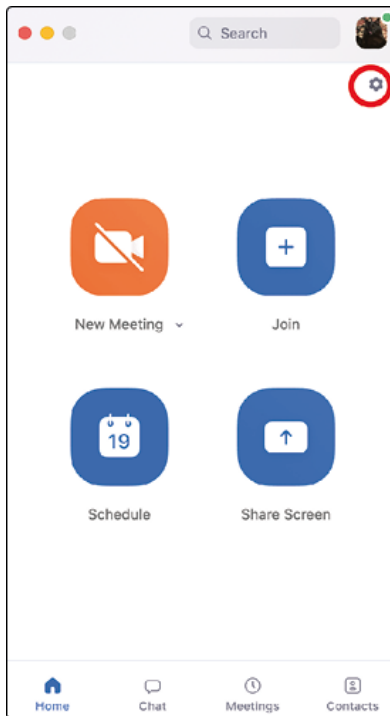 Search
New Meeting
Join
19
Schedule
Share Screen
Home
Chat
Meetings
Contacts